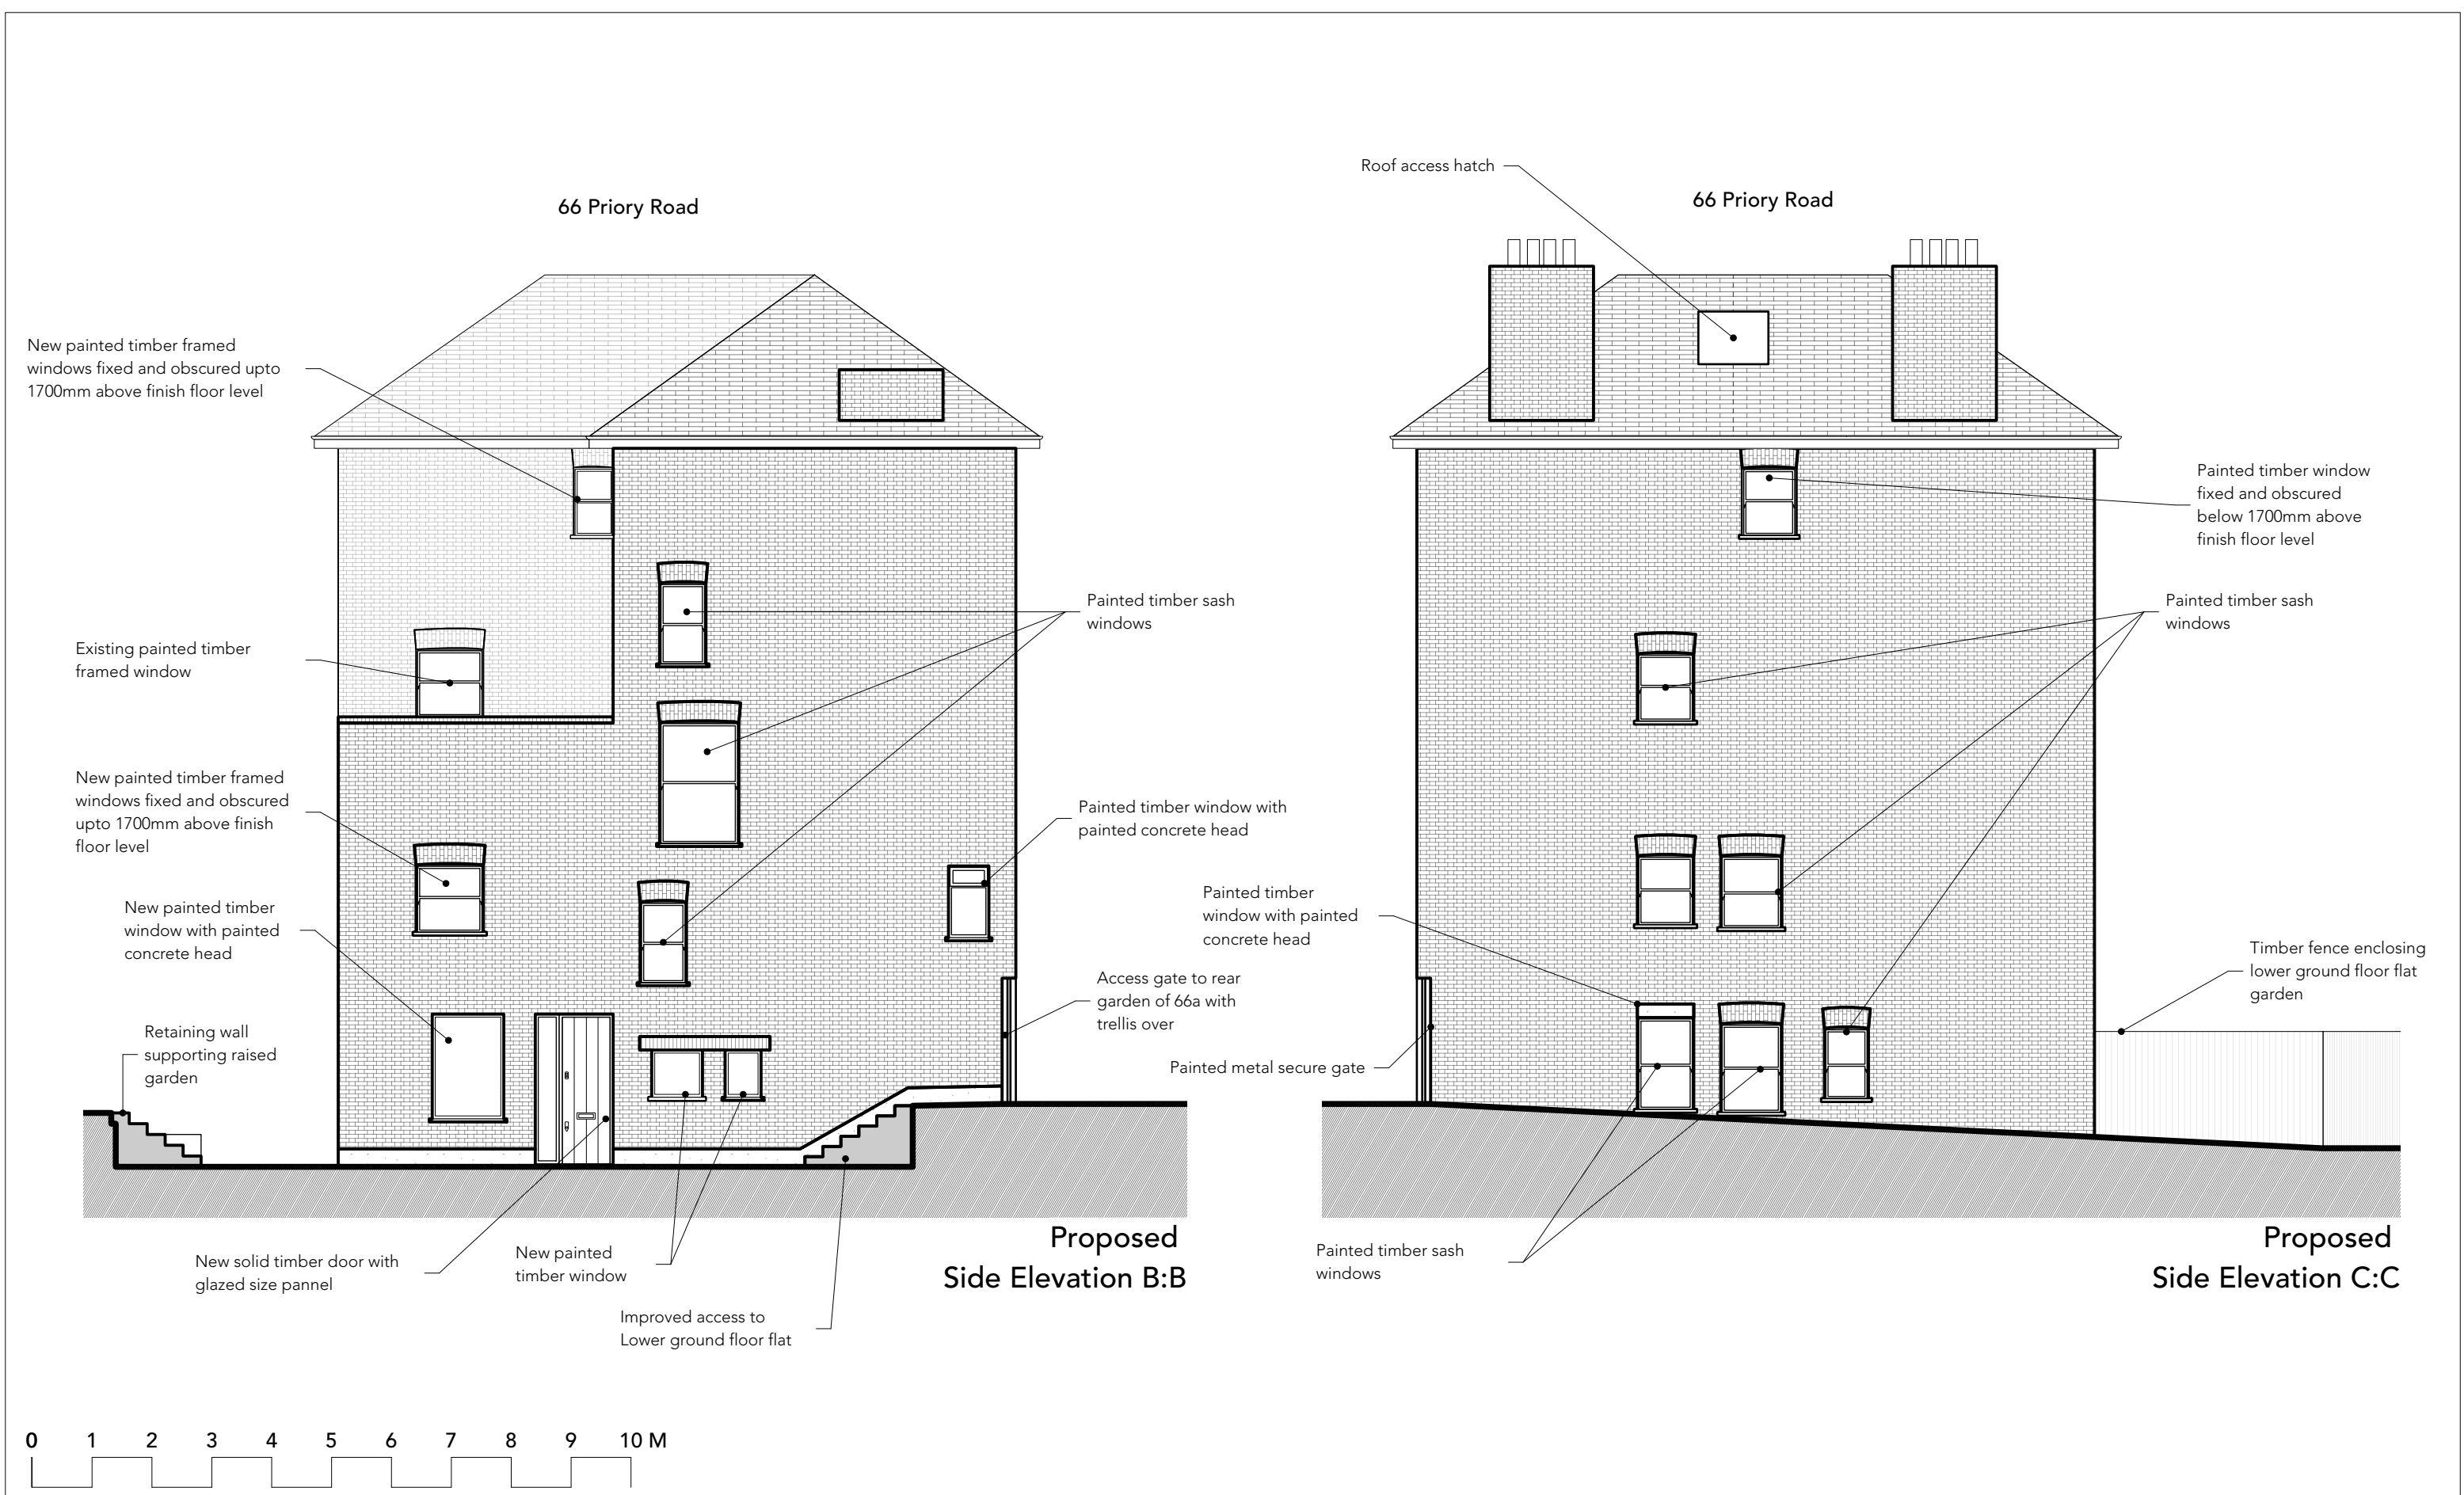 Roof access hatch
66 Priory Road
66 Priory Road
New painted timber framed
windows fixed and obscured upto
1700mm above finish floor level
Painted timber window
fixed and obscured
below 1700mm above
finish floor level
Painted timber sash
windows
Painted timber sash
windows
Existing painted timber
framed window
New painted timber framed
windows fixed and obscured
upto 1700mm above finish
floor level
Painted timber window with
painted concrete head
New painted timber
window with painted
concrete head
Painted timber
window with painted
concrete head
Timber fence enclosing
lower ground floor flat
garden
Access gate to rear
garden of 66a with
trellis over
Retaining wall
supporting raised
garden
Painted metal secure gate
New solid timber door with
glazed size pannel
New painted
timber window
Improved access to
Lower ground floor flat
Proposed
Side Elevation B:B
Painted timber sash
windows
Proposed
Side Elevation C:C
0 1 2 3 4 5 6 7 8 9 10 M